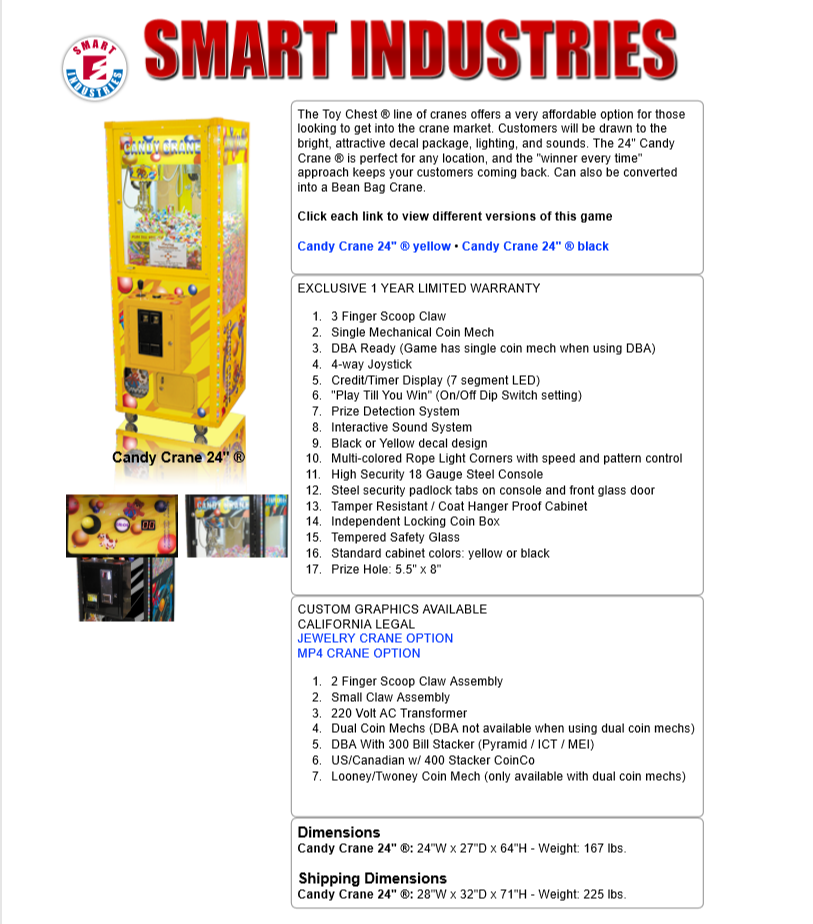 SMART INDUSTRIES
SMART
INDUSTRIES
CANDY CRANE
The Toy Chest ® line of cranes offers a very affordable option for those
looking to get into the crane market. Customers will be drawn to the
bright, attractive decal package, lighting, and sounds. The 24" Candy
Crane ® is perfect for any location, and the "winner every time"
approach keeps your customers coming back. Can also be converted
into a Bean Bag Crane.
Click each link to view different versions of this game
Candy Crane 24" ® yellow • Candy Crane 24" ® black
EXCLUSIVE 1 YEAR LIMITED WARRANTY
1. 3 Finger Scoop Claw
2. Single Mechanical Coin Mech
3. DBA Ready (Game has single coin mech when using DBA)
4. 4-way Joystick
5. Credit/Timer Display (7 segment LED)
6. "Play Till You Win" (On/Off Dip Switch setting)
7. Prize Detection System
8. Interactive Sound System
9. Black or Yellow decal design
10. Multi-colored Rope Light Corners with speed and pattern control
11. High Security 18 Gauge Steel Console
12. Steel security padlock tabs on console and front glass door
13. Tamper Resistant / Coat Hanger Proof Cabinet
14. Independent Locking Coin Box
15. Tempered Safety Glass
16. Standard cabinet colors: yellow or black
17. Prize Hole: 5.5" x 8"
Candy Crane 24" ®
CANDY CRANE
00
CUSTOM GRAPHICS AVAILABLE
CALIFORNIA LEGAL
JEWELRY CRANE OPTION
MP4 CRANE OPTION
1. 2 Finger Scoop Claw Assembly
2. Small Claw Assembly
3. 220 Volt AC Transformer
4. Dual Coin Mechs (DBA not available when using dual coin mechs)
5. DBA With 300 Bill Stacker (Pyramid / ICT / MEI)
6. US/Canadian w/ 400 Stacker CoinCo
7. Looney/Twoney Coin Mech (only available with dual coin mechs)
Dimensions
Candy Crane 24" ®: 24"W x 27"D x 64"H - Weight: 167 lbs.
Shipping Dimensions
Candy Crane 24" ®: 28"W x 32"D x 71"H - Weight: 225 lbs.